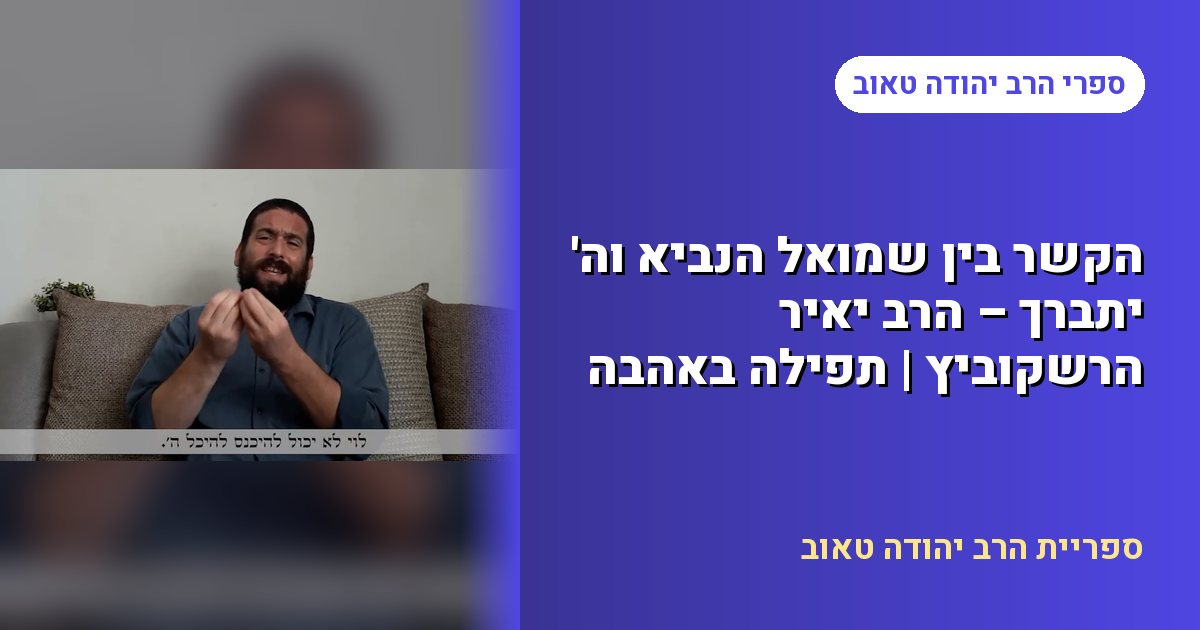 ספרי הרב יהודה טאוב
הקשר בין שמואל הנביא וה'
יתברך – הרב יאיר
הרשקוביץ | תפילה באהבה
לוי לא יכול להיכנס להיכל ה'.
ספריית הרב יהודה טאוב